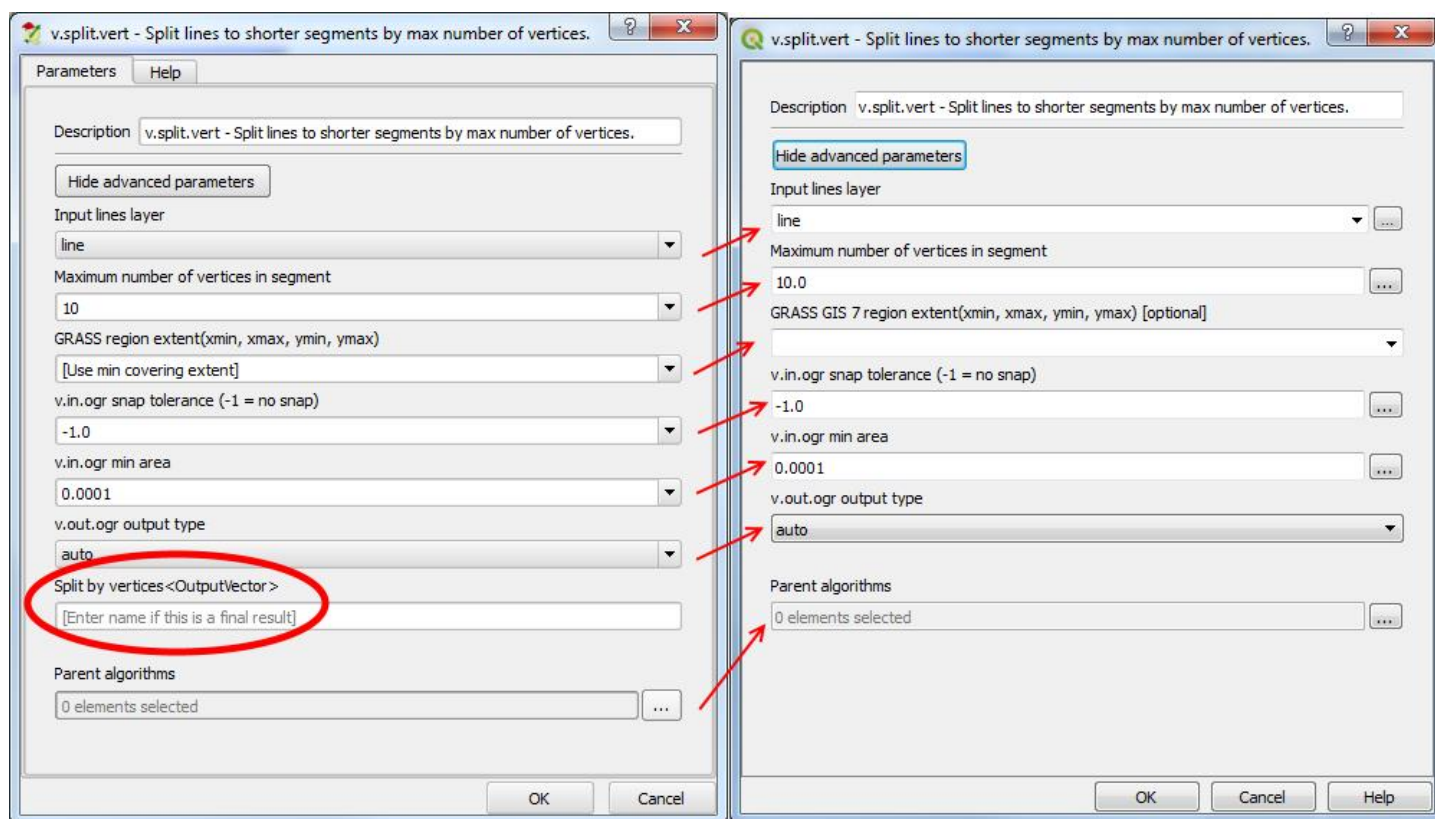 v.split.vert - Split lines to shorter segments by max number of vertices.
Parameters
Help
Description
v.split.vert - Split lines to shorter segments by max number of vertices.
Hide advanced parameters
Input lines layer
line
Maximum number of vertices in segment
10
GRASS region extent(xmin, xmax, ymin, ymax)
[Use min covering extent]
v.in.ogr snap tolerance (-1 = no snap)
-1.0
v.in.ogr min area
0.0001
v.out.ogr output type
auto
Split by vertices<OutputVector>
[Enter name if this is a final result]
Parent algorithms
0 elements selected
...
OK
Cancel
v.split.vert - Split lines to shorter segments by max number of vertices.
Description
v.split.vert - Split lines to shorter segments by max number of vertices.
Hide advanced parameters
Input lines layer
line
...
Maximum number of vertices in segment
10.0
...
GRASS GIS 7 region extent(xmin, xmax, ymin, ymax) [optional]
v.in.ogr snap tolerance (-1 = no snap)
-1.0
...
v.in.ogr min area
0.0001
...
v.out.ogr output type
auto
Parent algorithms
0 elements selected
...
OK
Cancel
Help